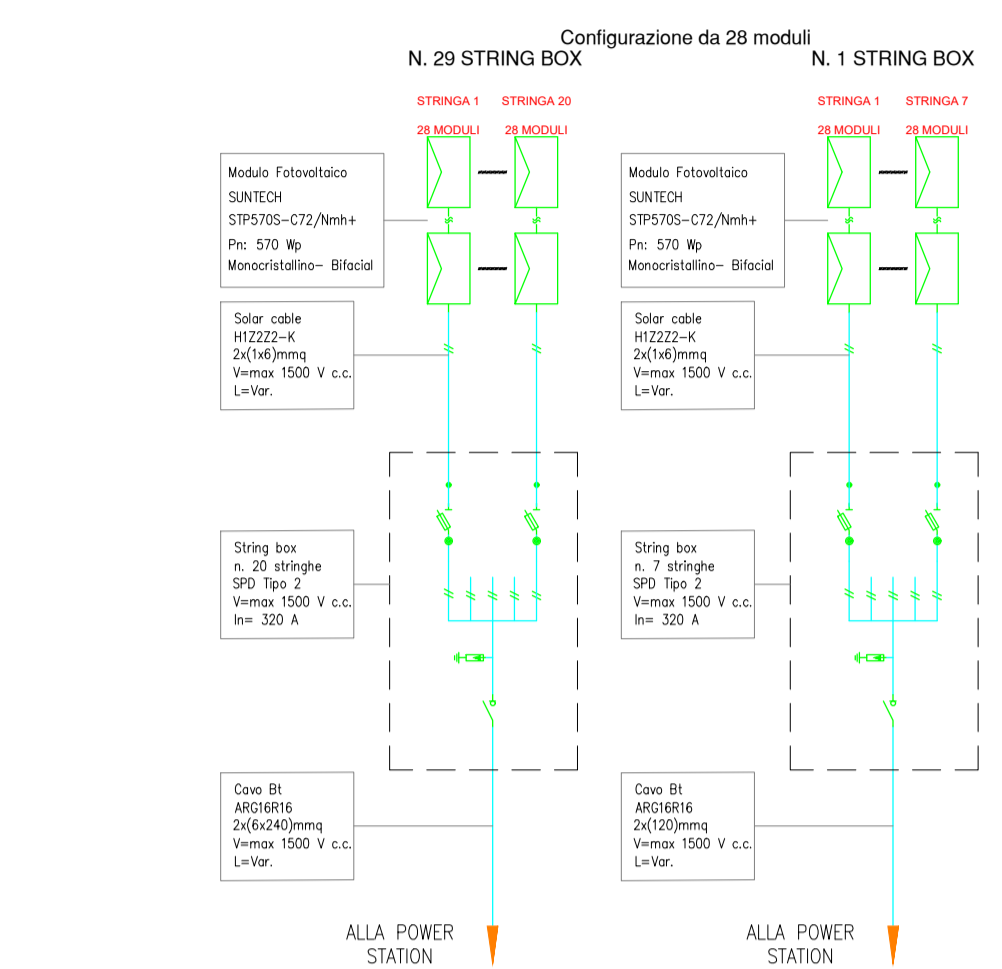 Configurazione da 28 moduli
N. 29 STRING BOX
STRINGA 1
STRINGA 20
28 MODULI
28 MODULI
Modulo Fotovoltaico
SUNTECH
STP570S-C72/Nmh+
Pn: 570 Wp
Monocristallino- Bifacial
Solar cable
H1Z2Z2-K
2x(1x6)mmq
V=max 1500 V c.c.
L=Var.
String box
n. 20 stringhe
SPD Tipo 2
V=max 1500 V c.c.
In= 320 A
Cavo Bt
ARG16R16
2x(6x240)mmq
V=max 1500 V c.c.
L=Var.
ALLA POWER
STATION
N. 1 STRING BOX
STRINGA 1
STRINGA 7
28 MODULI
28 MODULI
Modulo Fotovoltaico
SUNTECH
STP570S-C72/Nmh+
Pn: 570 Wp
Monocristallino- Bifacial
Solar cable
H1Z2Z2-K
2x(1x6)mmq
V=max 1500 V c.c.
L=Var.
String box
n. 7 stringhe
SPD Tipo 2
V=max 1500 V c.c.
In= 320 A
Cavo Bt
ARG16R16
2x(120)mmq
V=max 1500 V c.c.
L=Var.
ALLA POWER
STATION